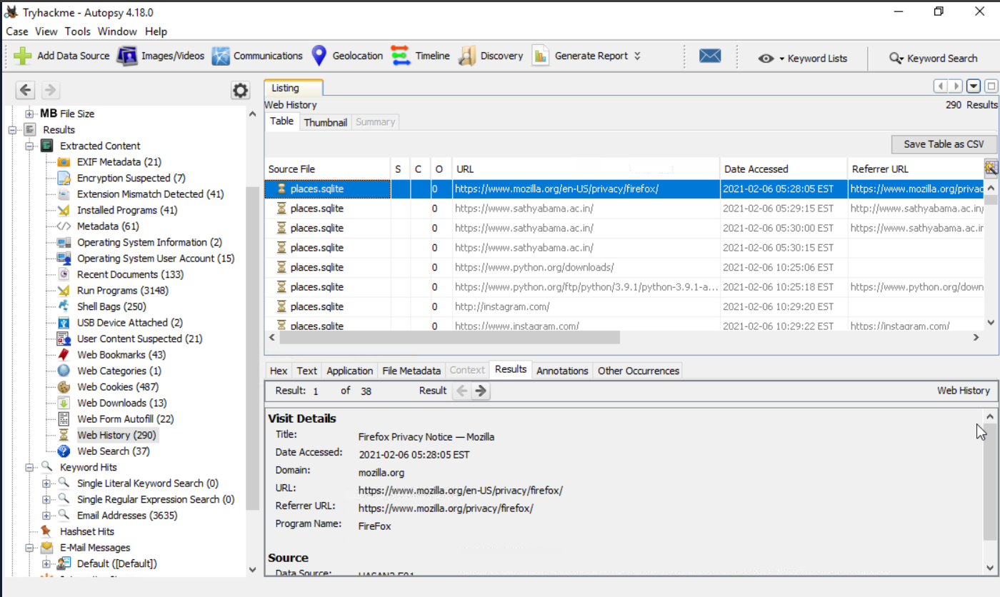 Tryhackme - Autopsy 4.18.0
Case View Tools Window Help
Add Data Source Images/Videos Communications Geolocation Timeline Discovery Generate Report Keyword Lists Keyword Search
Listing
Web History 290 Results
Table Thumbnail Summary
Save Table as CSV
Source File S C O URL Date Accessed Referrer URL
places.sqlite 0 https://www.mozilla.org/en-US/privacy/firefox/ 2021-02-06 05:28:05 EST https://www.mozilla.org/privac
places.sqlite 0 https://www.sathyabama.ac.in/ 2021-02-06 05:29:15 EST http://www.sathyabama.ac.in/
places.sqlite 0 https://www.sathyabama.ac.in/ 2021-02-06 05:30:00 EST https://www.sathyabama.ac.ir
places.sqlite 0 https://www.sathyabama.ac.in/ 2021-02-06 05:30:15 EST
places.sqlite 0 https://www.python.org/downloads/ 2021-02-06 10:25:06 EST
places.sqlite 0 https://www.python.org/ftp/python/3.9.1/python-3.9.1-a... 2021-02-06 10:25:18 EST https://www.python.org/down
places.sqlite 0 http://instagram.com/ 2021-02-06 10:29:20 EST
places.sqlite 0 https://www.instagram.com/ 2021-02-06 10:29:22 EST https://instagram.com/
MB File Size
Results
Extracted Content
EXIF Metadata (21)
Encryption Suspected (7)
Extension Mismatch Detected (41)
Installed Programs (41)
Metadata (61)
Operating System Information (2)
Operating System User Account (15)
Recent Documents (133)
Run Programs (3148)
Shell Bags (250)
USB Device Attached (2)
User Content Suspected (21)
Web Bookmarks (43)
Web Categories (1)
Web Cookies (487)
Web Downloads (13)
Web Form Autofill (22)
Web History (290)
Web Search (37)
Keyword Hits
Single Literal Keyword Search (0)
Single Regular Expression Search (0)
Email Addresses (3635)
Hashset Hits
E-Mail Messages
Default ([Default])
Hex Text Application File Metadata Context Results Annotations Other Occurrences
Result: 1 of 38 Result Web History
Visit Details
Title: Firefox Privacy Notice — Mozilla
Date Accessed: 2021-02-06 05:28:05 EST
Domain: mozilla.org
URL: https://www.mozilla.org/en-US/privacy/firefox/
Referrer URL: https://www.mozilla.org/privacy/firefox/
Program Name: FireFox
Source
Data Source: